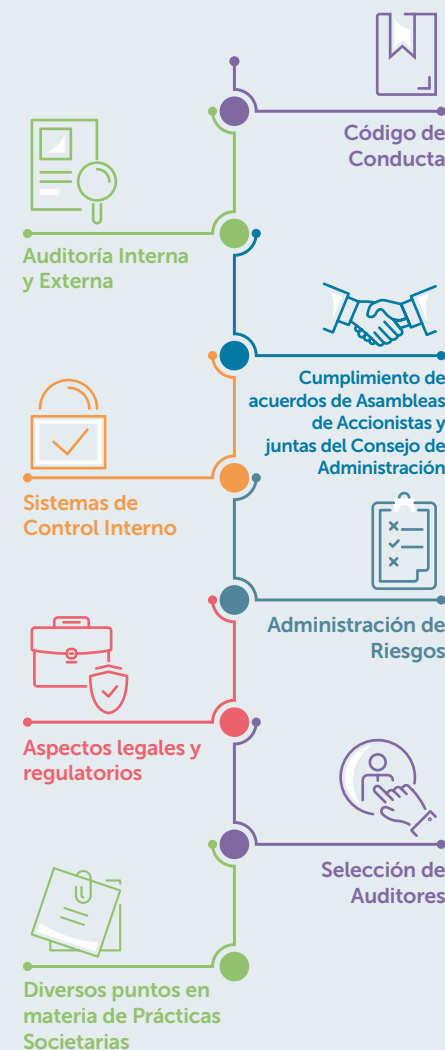 Código de
Conducta
Auditoría Interna
y Externa
Cumplimiento de
acuerdos de Asambleas
de Accionistas y
juntas del Consejo de
Administración
Sistemas de
Control Interno
Administración de
Riesgos
Aspectos legales y
regulatorios
Selección de
Auditores
Diversos puntos en
materia de Prácticas
Societarias